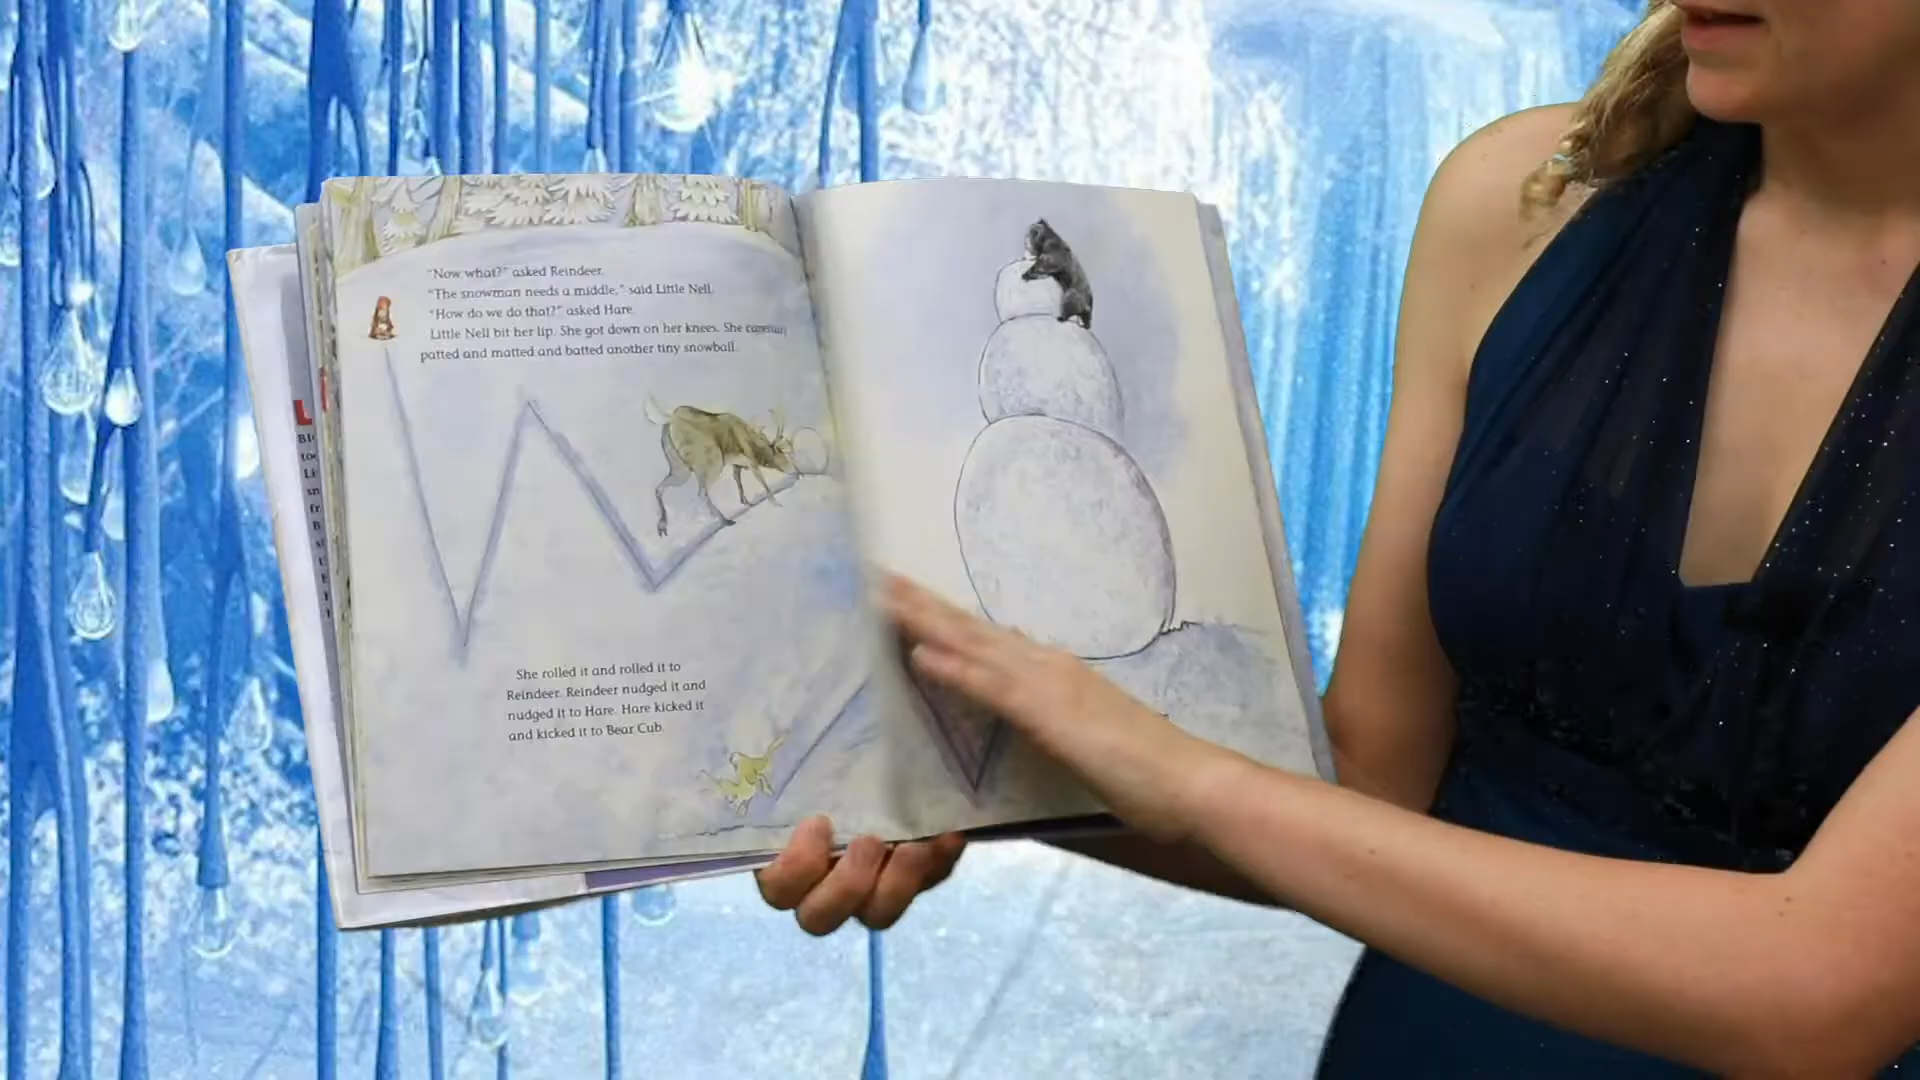 "Now what?" asked Reindeer.
"The snowman needs a middle," said Little Nell.
"How do we do that?" asked Hare.
Little Nell bit her lip. She got down on her knees. She carefully
patted and matted and batted another tiny snowball.
She rolled it and rolled it to
Reindeer. Reindeer nudged it and
nudged it to Hare. Hare kicked it
and kicked it to Bear Cub.
L